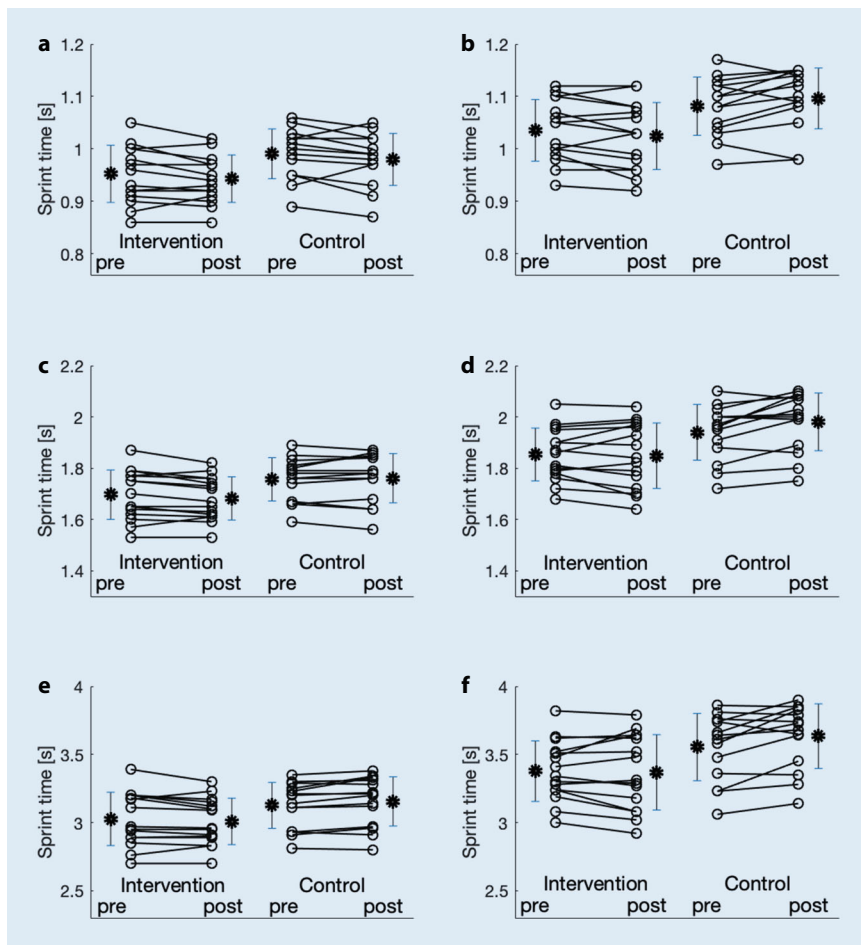 a
1.2
1.1
1
0.9
0.8
Sprint time [s]
Intervention
Control
pre
post
pre
post
b
1.2
1.1
1
0.9
0.8
Sprint time [s]
Intervention
Control
pre
post
pre
post
c
2.2
2
1.8
1.6
1.4
Sprint time [s]
Intervention
Control
pre
post
pre
post
d
2.2
2
1.8
1.6
1.4
Sprint time [s]
Intervention
Control
pre
post
pre
post
e
4
3.5
3
2.5
Sprint time [s]
Intervention
Control
pre
post
pre
post
f
4
3.5
3
2.5
Sprint time [s]
Intervention
Control
pre
post
pre
post